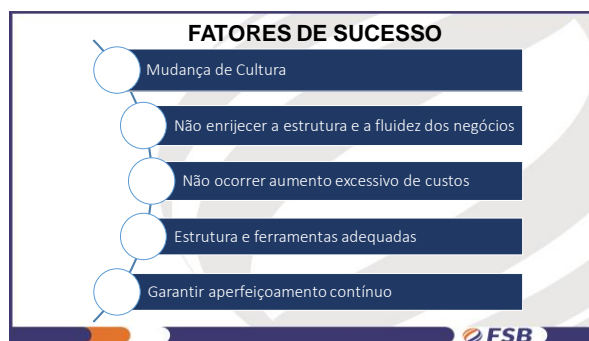 FATORES DE SUCESSO
Mudança de Cultura
Não enrijecer a estrutura e a fluidez dos negócios
Não ocorrer aumento excessivo de custos
Estrutura e ferramentas adequadas
Garantir aperfeiçoamento contínuo
FSB